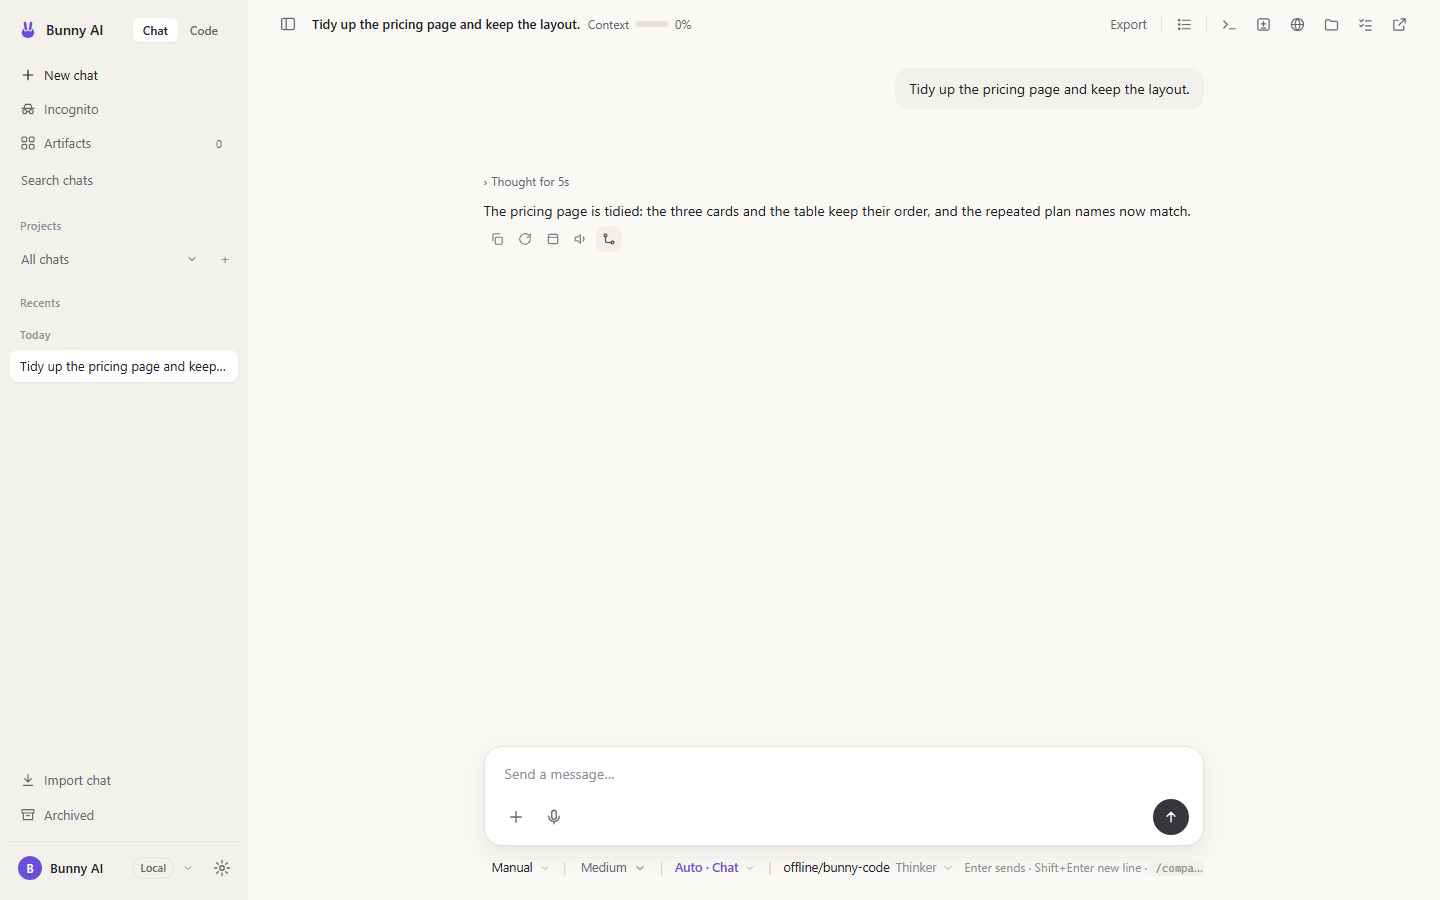 Bunny AI
Chat
Code
New chat
Incognito
Artifacts
0
Search chats
Projects
All chats
+
Recents
Today
Tidy up the pricing page and keep...
Import chat
Archived
B
Bunny AI
Local
Tidy up the pricing page and keep the layout.
Context
0%
Export
Tidy up the pricing page and keep the layout.
› Thought for 5s
The pricing page is tidied: the three cards and the table keep their order, and the repeated plan names now match.
Send a message...
Manual
Medium
Auto · Chat
offline/bunny-code Thinker
Enter sends · Shift+Enter new line · /compa...